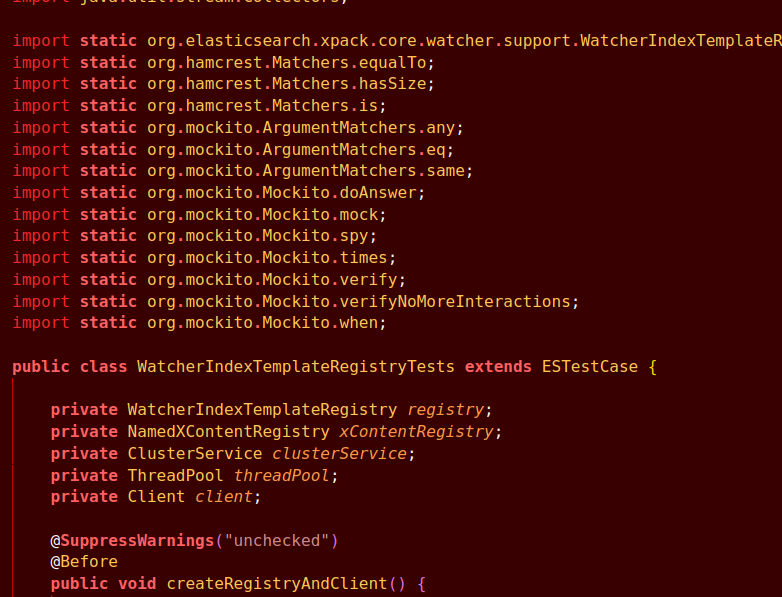 import java.util.stream.Collectors;
import static org.elasticsearch.xpack.core.watcher.support.WatcherIndexTemplateR
import static org.hamcrest.Matchers.equalTo;
import static org.hamcrest.Matchers.hasSize;
import static org.hamcrest.Matchers.is;
import static org.mockito.ArgumentMatchers.any;
import static org.mockito.ArgumentMatchers.eq;
import static org.mockito.ArgumentMatchers.same;
import static org.mockito.Mockito.doAnswer;
import static org.mockito.Mockito.mock;
import static org.mockito.Mockito.spy;
import static org.mockito.Mockito.times;
import static org.mockito.Mockito.verify;
import static org.mockito.Mockito.verifyNoMoreInteractions;
import static org.mockito.Mockito.when;
public class WatcherIndexTemplateRegistryTests extends ESTestCase {
private WatcherIndexTemplateRegistry registry;
private NamedXContentRegistry xContentRegistry;
private ClusterService clusterService;
private ThreadPool threadPool;
private Client client;
@SuppressWarnings("unchecked")
@Before
public void createRegistryAndClient() {